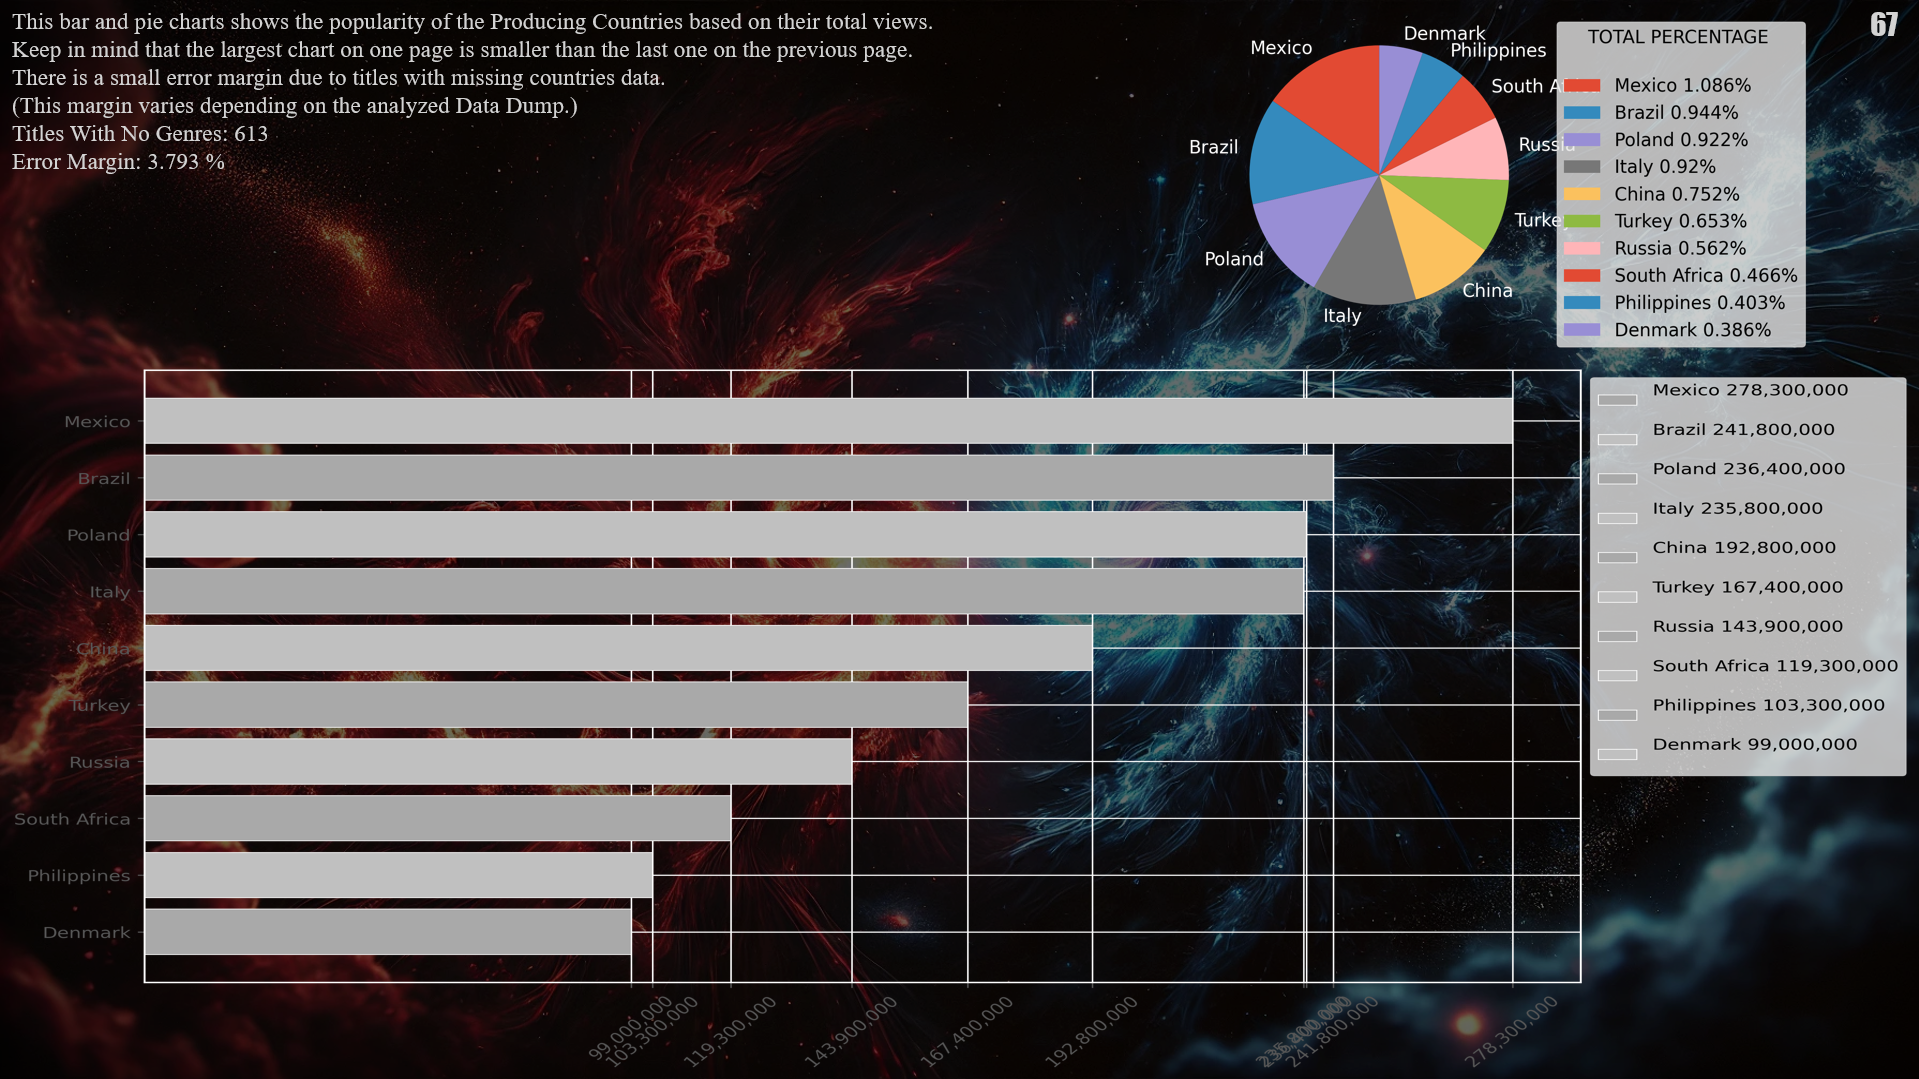 This bar and pie charts shows the popularity of the Producing Countries based on their total views.
Keep in mind that the largest chart on one page is smaller than the last one on the previous page.
There is a small error margin due to titles with missing countries data.
(This margin varies depending on the analyzed Data Dump.)
Titles With No Genres: 613
Error Margin: 3.793 %
67
Denmark
Philippines
Mexico
South
Brazil
Russia
Turkey
Poland
China
Italy
TOTAL PERCENTAGE
Mexico 1.086%
Brazil 0.944%
Poland 0.922%
Italy 0.92%
China 0.752%
Turkey 0.653%
Russia 0.562%
South Africa 0.466%
Philippines 0.403%
Denmark 0.386%
Mexico
Brazil
Poland
Italy
China
Turkey
Russia
South Africa
Philippines
Denmark
Mexico 278,300,000
Brazil 241,800,000
Poland 236,400,000
Italy 235,800,000
China 192,800,000
Turkey 167,400,000
Russia 143,900,000
South Africa 119,300,000
Philippines 103,300,000
Denmark 99,000,000
99,000,000
103,300,000
119,300,000
143,900,000
167,400,000
192,800,000
241,800,000
278,300,000